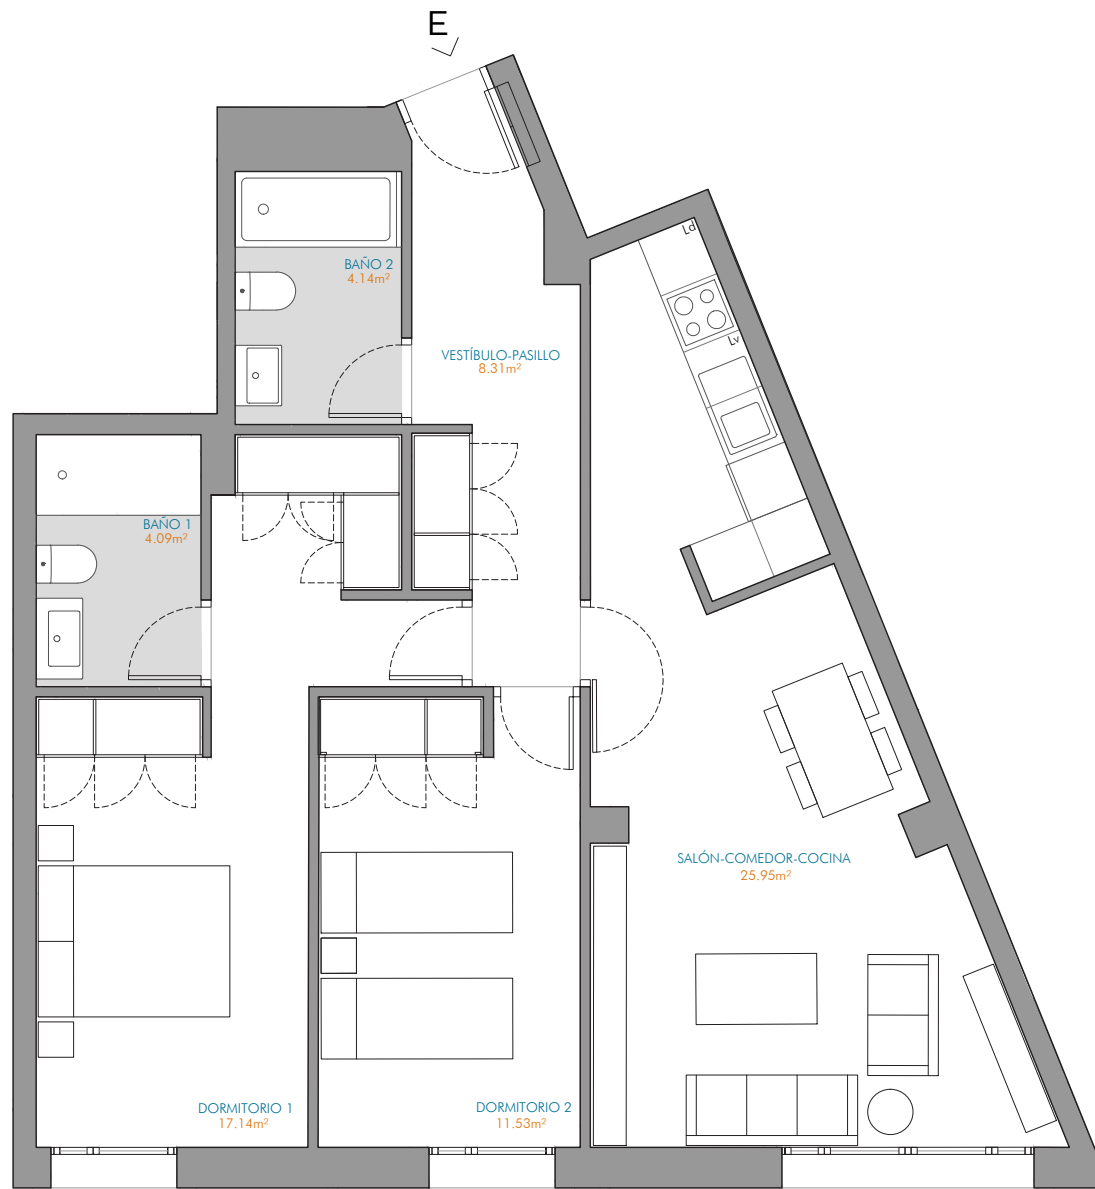 E
Ld
BAÑO 2
4.14m²
Lv
VESTÍBULO-PASILLO
8.31m²
BAÑO 1
4.09m²
SALÓN-COMEDOR-COCINA
25.95m²
DORMITORIO 1
17.14m²
DORMITORIO 2
11.53m²